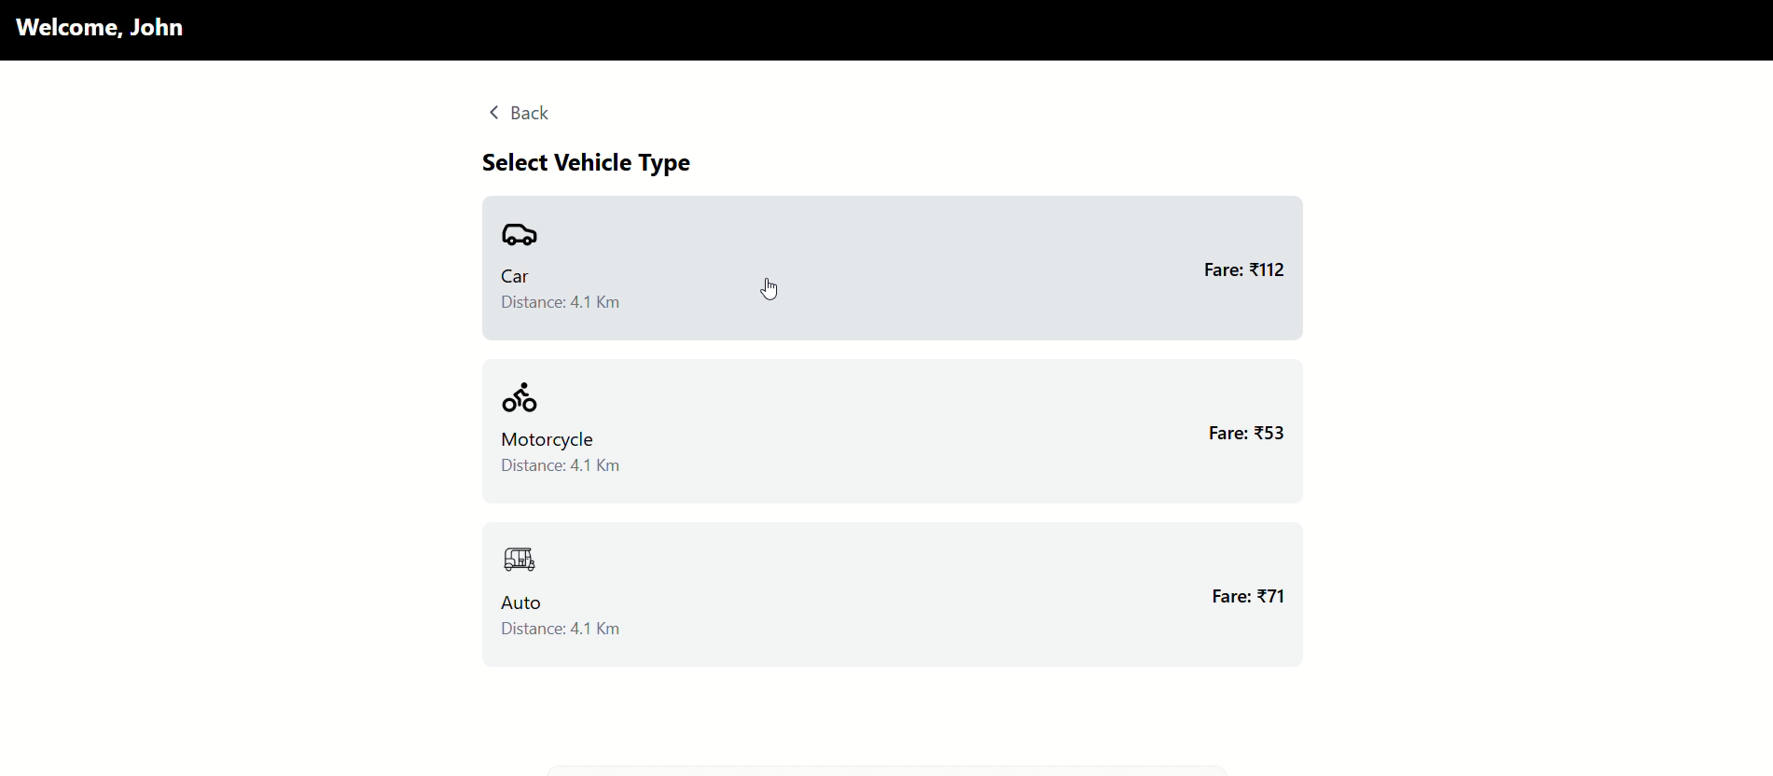 Welcome, John
Back
Select Vehicle Type
Car
Distance: 4.1 Km
Fare: ₹112
Motorcycle
Distance: 4.1 Km
Fare: ₹53
Auto
Distance: 4.1 Km
Fare: ₹71